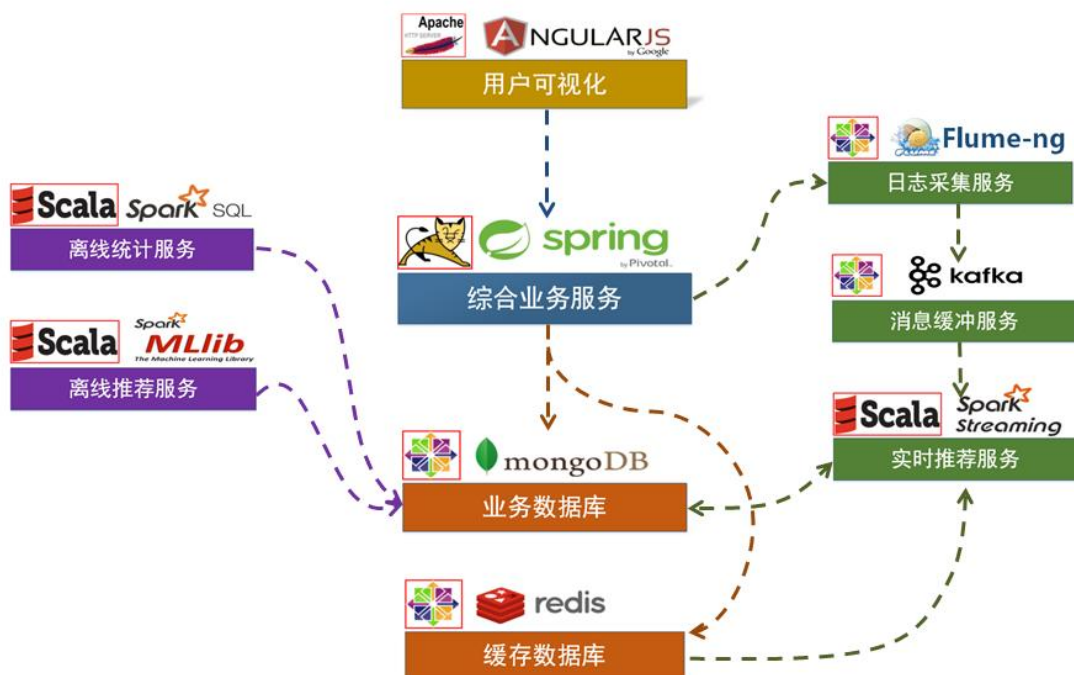 Apache
HTTP SERVER
ANGULARJS
by Google
用户可视化
Flume-ng
日志采集服务
Scala Spark SQL
离线统计服务
spring
by Pivotal.
综合业务服务
kafka
消息缓冲服务
Scala Spark MLlib
The Machine Learning Library
离线推荐服务
Scala Spark Streaming
实时推荐服务
mongoDB
业务数据库
redis
缓存数据库